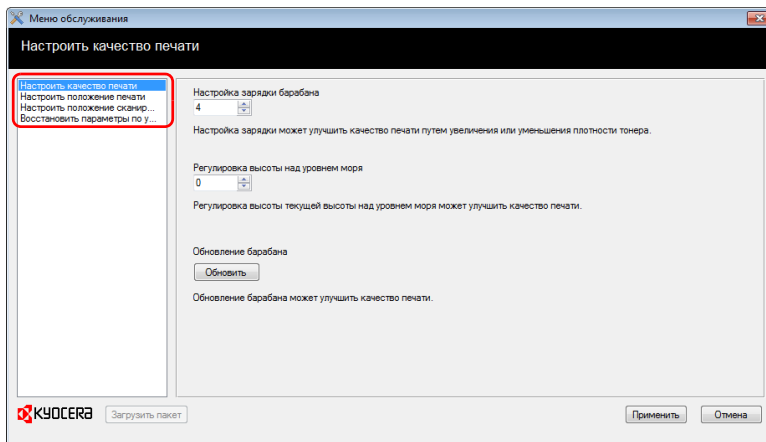 Меню обслуживания
Настроить качество печати
Настроить качество печати
Настроить положение печати
Настроить положение сканир...
Восстановить параметры по у...
Настройка зарядки барабана
4
Настройка зарядки может улучшить качество печати путем увеличения или уменьшения плотности тонера.
Регулировка высоты над уровнем моря
0
Регулировка высоты текущей высоты над уровнем моря может улучшить качество печати.
Обновление барабана
Обновить
Обновление барабана может улучшить качество печати.
KYOCERA
Загрузить пакет
Применить
Отмена